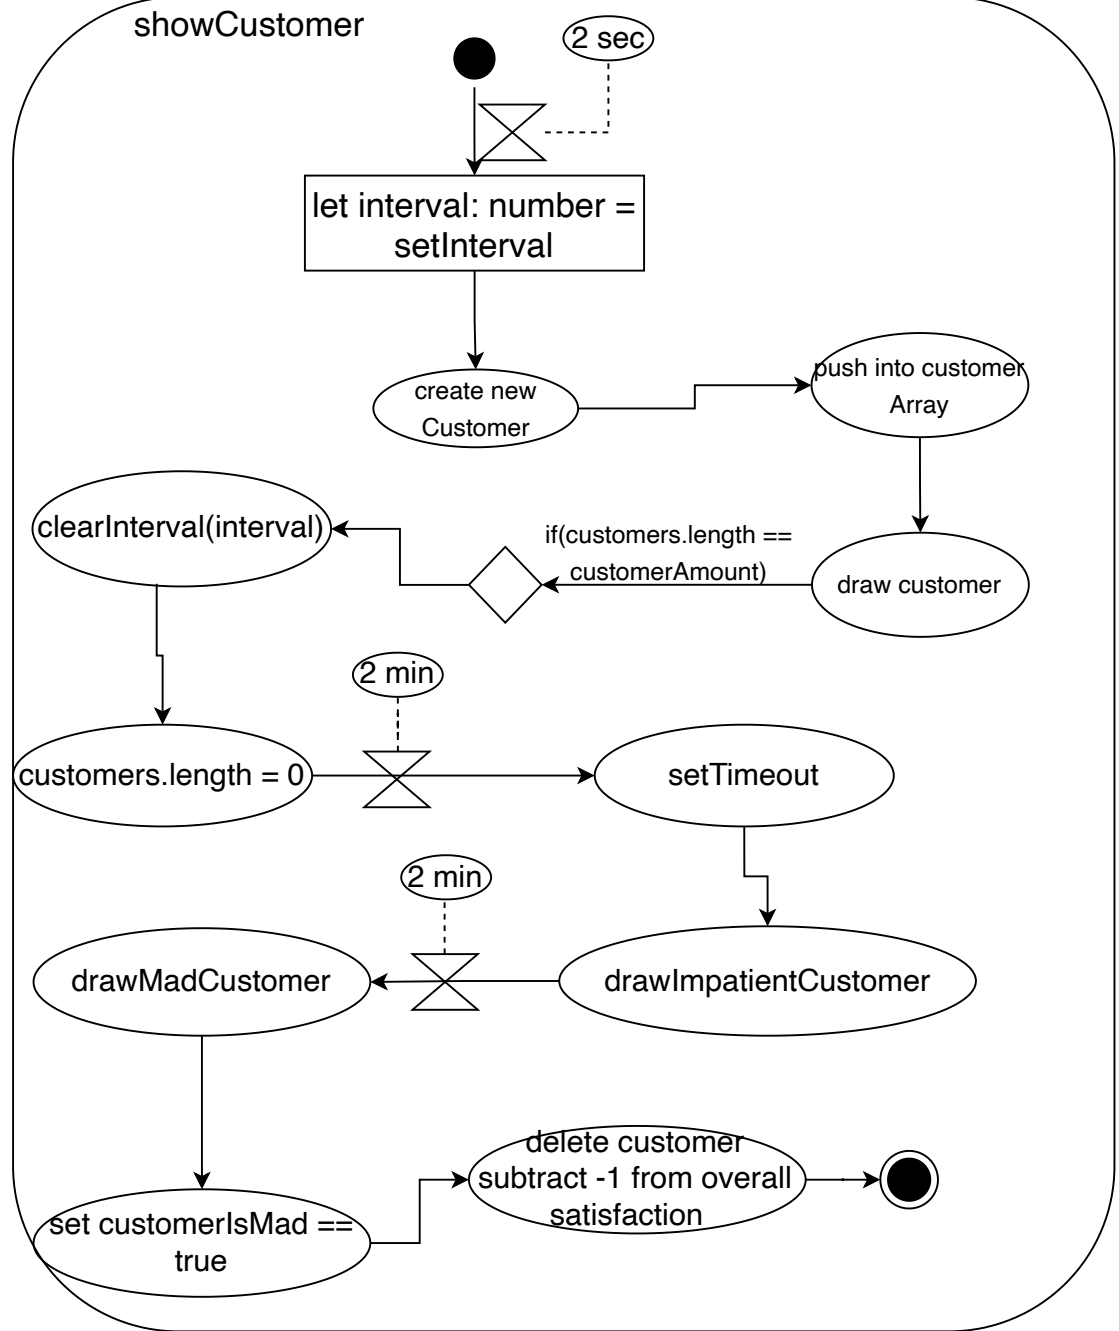 showCustomer
2 sec
let interval: number =
setInterval
create new
Customer
push into customer
Array
draw customer
if(customers.length ==
customerAmount)
clearInterval(interval)
customers.length = 0
2 min
setTimeout
drawImpatientCustomer
2 min
drawMadCustomer
set customerIsMad ==
true
delete customer
subtract -1 from overall
satisfaction